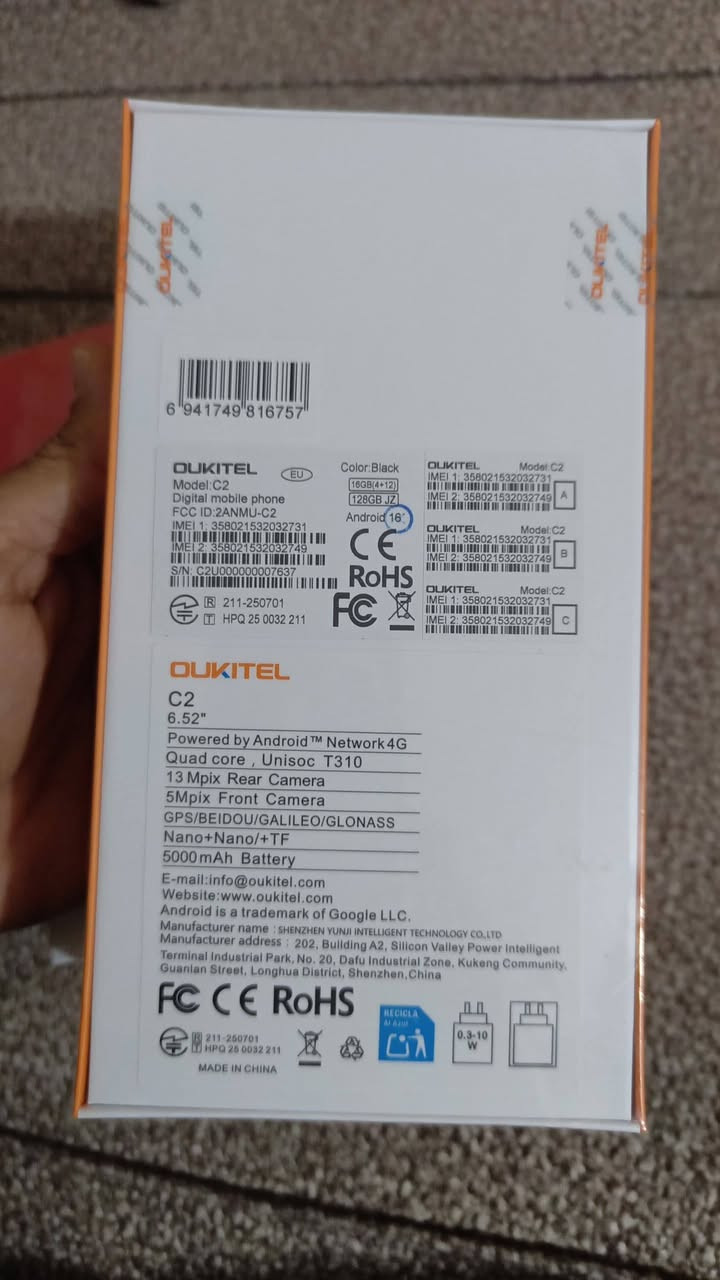 OUKITEL
OUKITEL
OUKITEL
6 941749 816757
OUKITEL
EU
Model:C2
Digital mobile phone
FCC ID:2ANMU-C2
IMEI 1: 358021532032731
IMEI 2: 358021532032749
S/N: C2U000000007637
R 211-250701
T HPQ 25 0032 211
Color:Black
16GB(4+12)
128GB JZ
Android 16
CE
RoHS
FC
OUKITEL Model:C2
IMEI 1: 358021532032731
IMEI 2: 358021532032749
A
OUKITEL Model:C2
IMEI 1: 358021532032731
IMEI 2: 358021532032749
B
OUKITEL Model:C2
IMEI 1: 358021532032731
IMEI 2: 358021532032749
C
OUKITEL
C2
6.52"
Powered by Android™ Network4G
Quad core , Unisoc T310
13 Mpix Rear Camera
5Mpix Front Camera
GPS/BEIDOU/GALILEO/GLONASS
Nano+Nano/+TF
5000mAh Battery
E-mail:info@oukitel.com
Website:www.oukitel.com
Android is a trademark of Google LLC.
Manufacturer name : SHENZHEN YUNJI INTELLIGENT TECHNOLOGY CO.,LTD
Manufacturer address : 202, Building A2, Silicon Valley Power Intelligent
Terminal Industrial Park, No. 20, Dafu Industrial Zone, Kukeng Community,
Guanlan Street, Longhua District, Shenzhen,China
FC CE RoHS
R 211-250701
T HPQ 25 0032 211
MADE IN CHINA
RECICLA
Al Azul
0.3-10
W